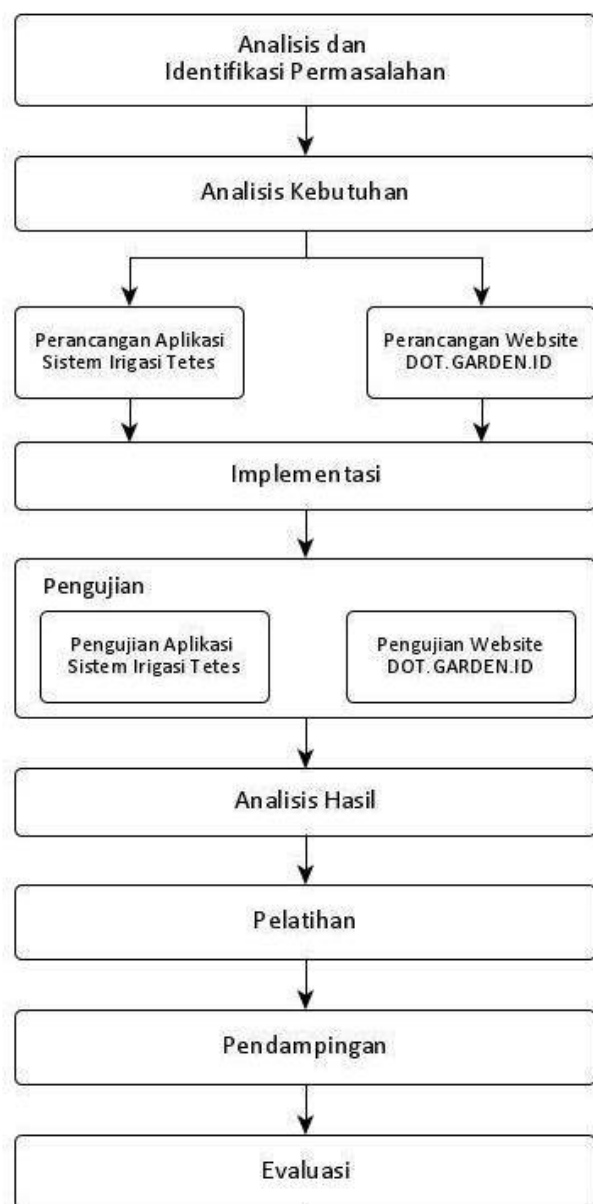 Analisis dan
Identifikasi Permasalahan
Analisis Kebutuhan
Perancangan Aplikasi
Sistem Irigasi Tetes
Perancangan Website
DOT.GARDEN.ID
Implementasi
Pengujian
Pengujian Aplikasi
Sistem Irigasi Tetes
Pengujian Website
DOT.GARDEN.ID
Analisis Hasil
Pelatihan
Pendampingan
Evaluasi